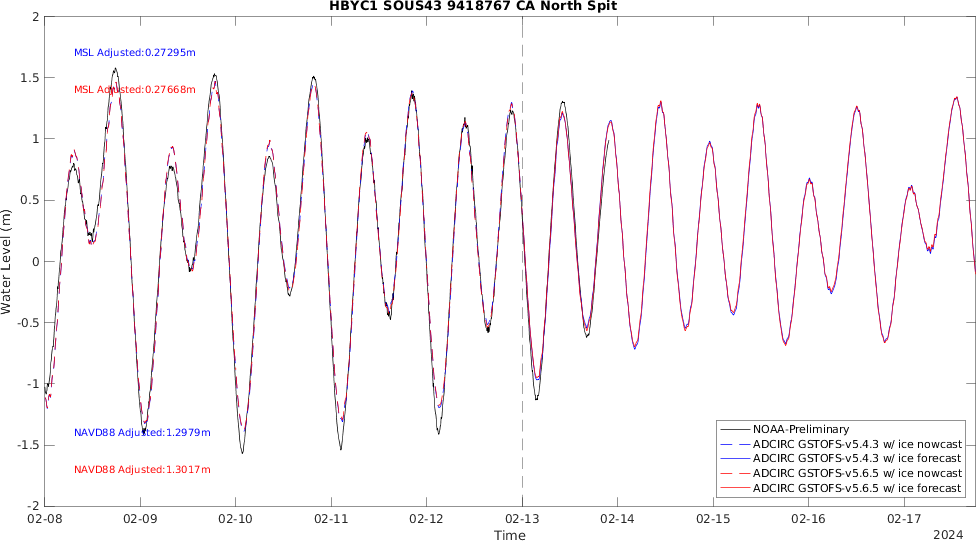 HBYC1 SOUS43 9418767 CA North Spit
2
1.5
1
0.5
0
-0.5
-1
-1.5
-2
Water Level (m)
MSL Adjusted:0.27295m
MSL Adjusted:0.27668m
NAVD88 Adjusted:1.2979m
NAVD88 Adjusted:1.3017m
NOAA-Preliminary
ADCIRC GSTOFS-v5.4.3 w/ ice nowcast
ADCIRC GSTOFS-v5.4.3 w/ ice forecast
ADCIRC GSTOFS-v5.6.5 w/ ice nowcast
ADCIRC GSTOFS-v5.6.5 w/ ice forecast
02-08 02-09 02-10 02-11 02-12 02-13 02-14 02-15 02-16 02-17
Time
2024